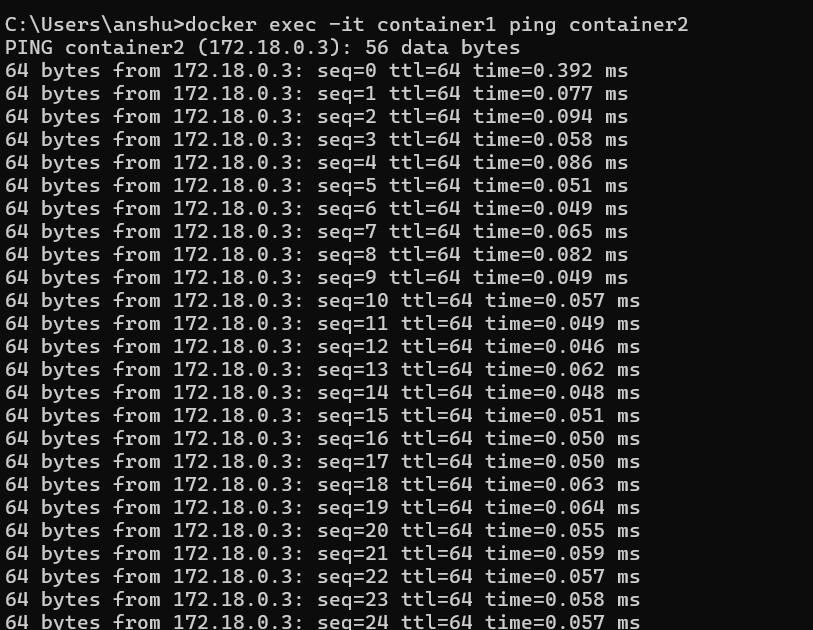 C:\Users\anshu>docker exec -it container1 ping container2
PING container2 (172.18.0.3): 56 data bytes
64 bytes from 172.18.0.3: seq=0 ttl=64 time=0.392 ms
64 bytes from 172.18.0.3: seq=1 ttl=64 time=0.077 ms
64 bytes from 172.18.0.3: seq=2 ttl=64 time=0.094 ms
64 bytes from 172.18.0.3: seq=3 ttl=64 time=0.058 ms
64 bytes from 172.18.0.3: seq=4 ttl=64 time=0.086 ms
64 bytes from 172.18.0.3: seq=5 ttl=64 time=0.051 ms
64 bytes from 172.18.0.3: seq=6 ttl=64 time=0.049 ms
64 bytes from 172.18.0.3: seq=7 ttl=64 time=0.065 ms
64 bytes from 172.18.0.3: seq=8 ttl=64 time=0.082 ms
64 bytes from 172.18.0.3: seq=9 ttl=64 time=0.049 ms
64 bytes from 172.18.0.3: seq=10 ttl=64 time=0.057 ms
64 bytes from 172.18.0.3: seq=11 ttl=64 time=0.049 ms
64 bytes from 172.18.0.3: seq=12 ttl=64 time=0.046 ms
64 bytes from 172.18.0.3: seq=13 ttl=64 time=0.062 ms
64 bytes from 172.18.0.3: seq=14 ttl=64 time=0.048 ms
64 bytes from 172.18.0.3: seq=15 ttl=64 time=0.051 ms
64 bytes from 172.18.0.3: seq=16 ttl=64 time=0.050 ms
64 bytes from 172.18.0.3: seq=17 ttl=64 time=0.050 ms
64 bytes from 172.18.0.3: seq=18 ttl=64 time=0.063 ms
64 bytes from 172.18.0.3: seq=19 ttl=64 time=0.064 ms
64 bytes from 172.18.0.3: seq=20 ttl=64 time=0.055 ms
64 bytes from 172.18.0.3: seq=21 ttl=64 time=0.059 ms
64 bytes from 172.18.0.3: seq=22 ttl=64 time=0.057 ms
64 bytes from 172.18.0.3: seq=23 ttl=64 time=0.058 ms
64 bytes from 172.18.0.3: seq=24 ttl=64 time=0.057 ms